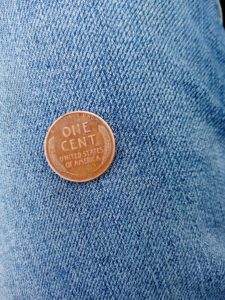 ONE
CENT
UNITED STATES
OF AMERICA